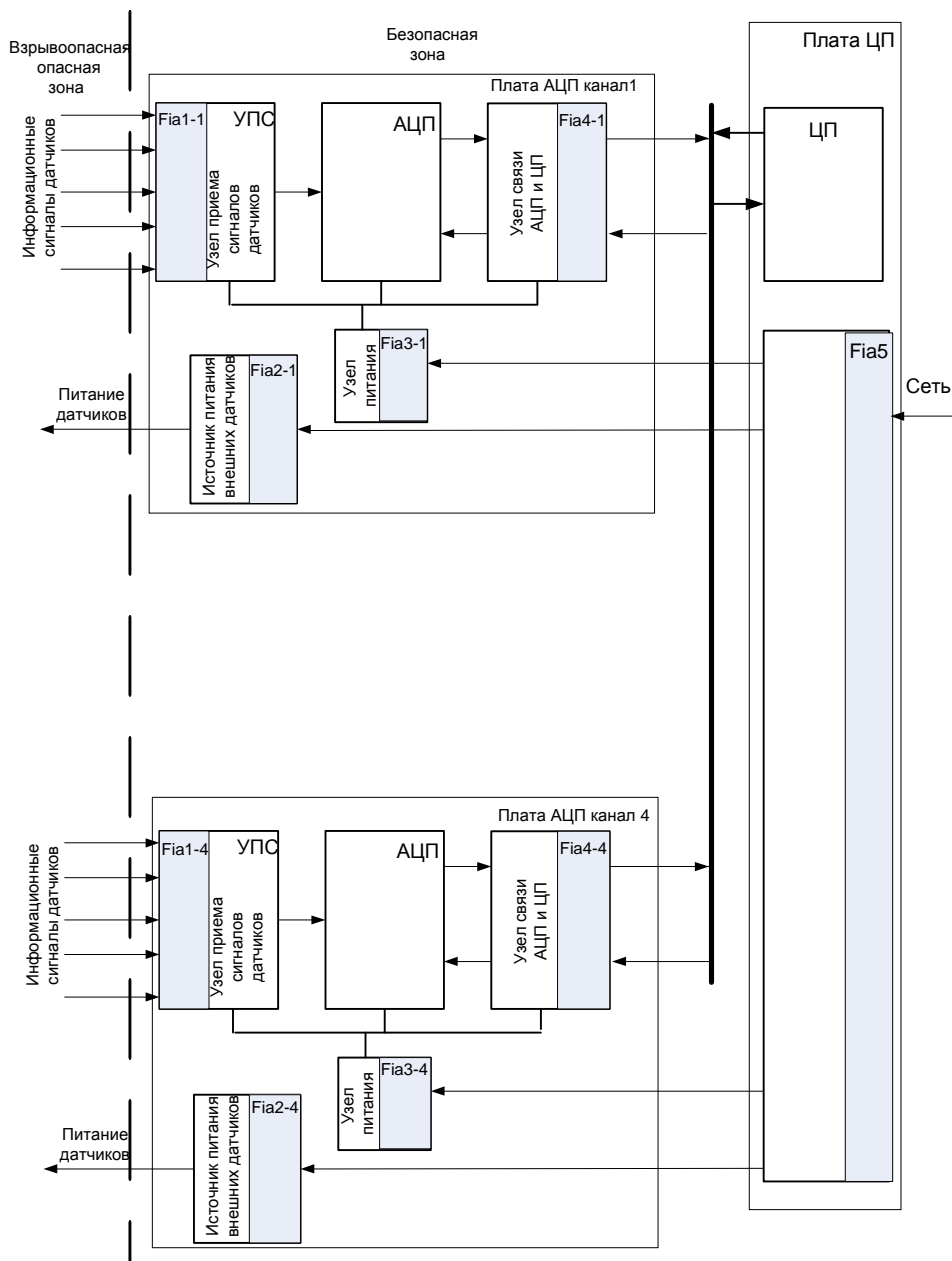 Взрывоопасная
опасная
зона
Безопасная
зона
Плата ЦП
Плата АЦП канал1
Информационные
сигналы датчиков
Fia1-1
УПС
Узел приема
сигналов
датчиков
АЦП
Fia4-1
Узел связи
АЦП и ЦП
ЦП
Fia3-1
Узел
питания
Fia2-1
Источник питания
внешних датчиков
Питание
датчиков
Fia5
Сеть
Плата АЦП канал 4
Информационные
сигналы датчиков
Fia1-4
УПС
Узел приема
сигналов
датчиков
АЦП
Fia4-4
Узел связи
АЦП и ЦП
Fia3-4
Узел
питания
Fia2-4
Источник питания
внешних датчиков
Питание
датчиков